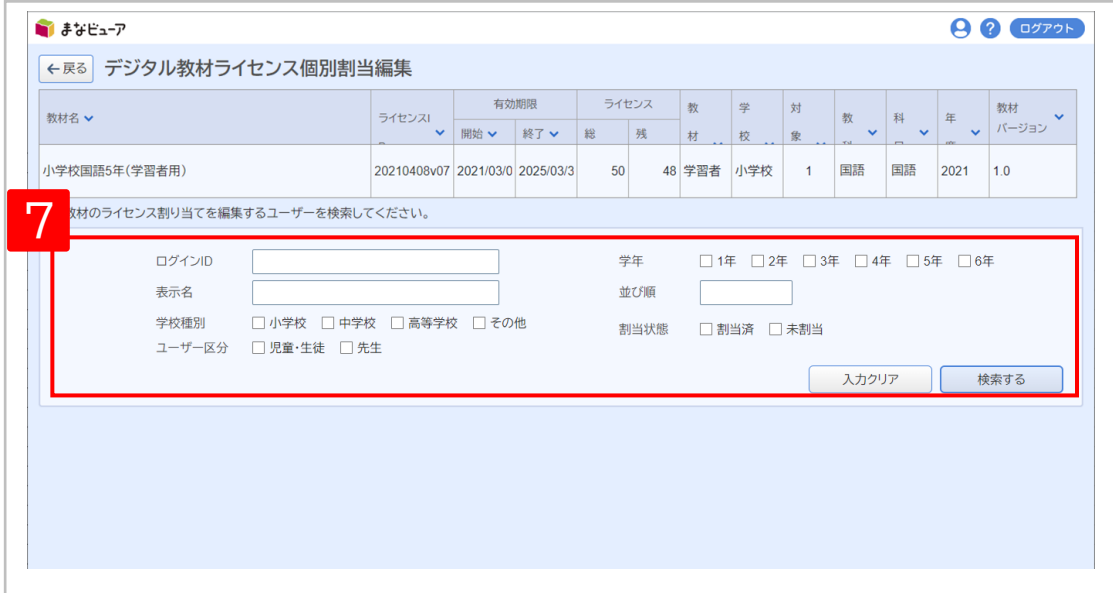 まなビューア
? ログアウト
←戻る デジタル教材ライセンス個別割当編集
教材名 ライセンスI 有効期限 ライセンス 教 学 対 教 科 年 教材
開始 終了 総 残 材 校 象 バージョン
小学校国語5年(学習者用) 20210408v07 2021/03/0 2025/03/3 50 48 学習者 小学校 1 国語 国語 2021 1.0
7
教材のライセンス割り当てを編集するユーザーを検索してください。
ログインID 学年 1年 2年 3年 4年 5年 6年
表示名 並び順
学校種別 小学校 中学校 高等学校 その他 割当状態 割当済 未割当
ユーザー区分 児童・生徒 先生
入力クリア 検索する